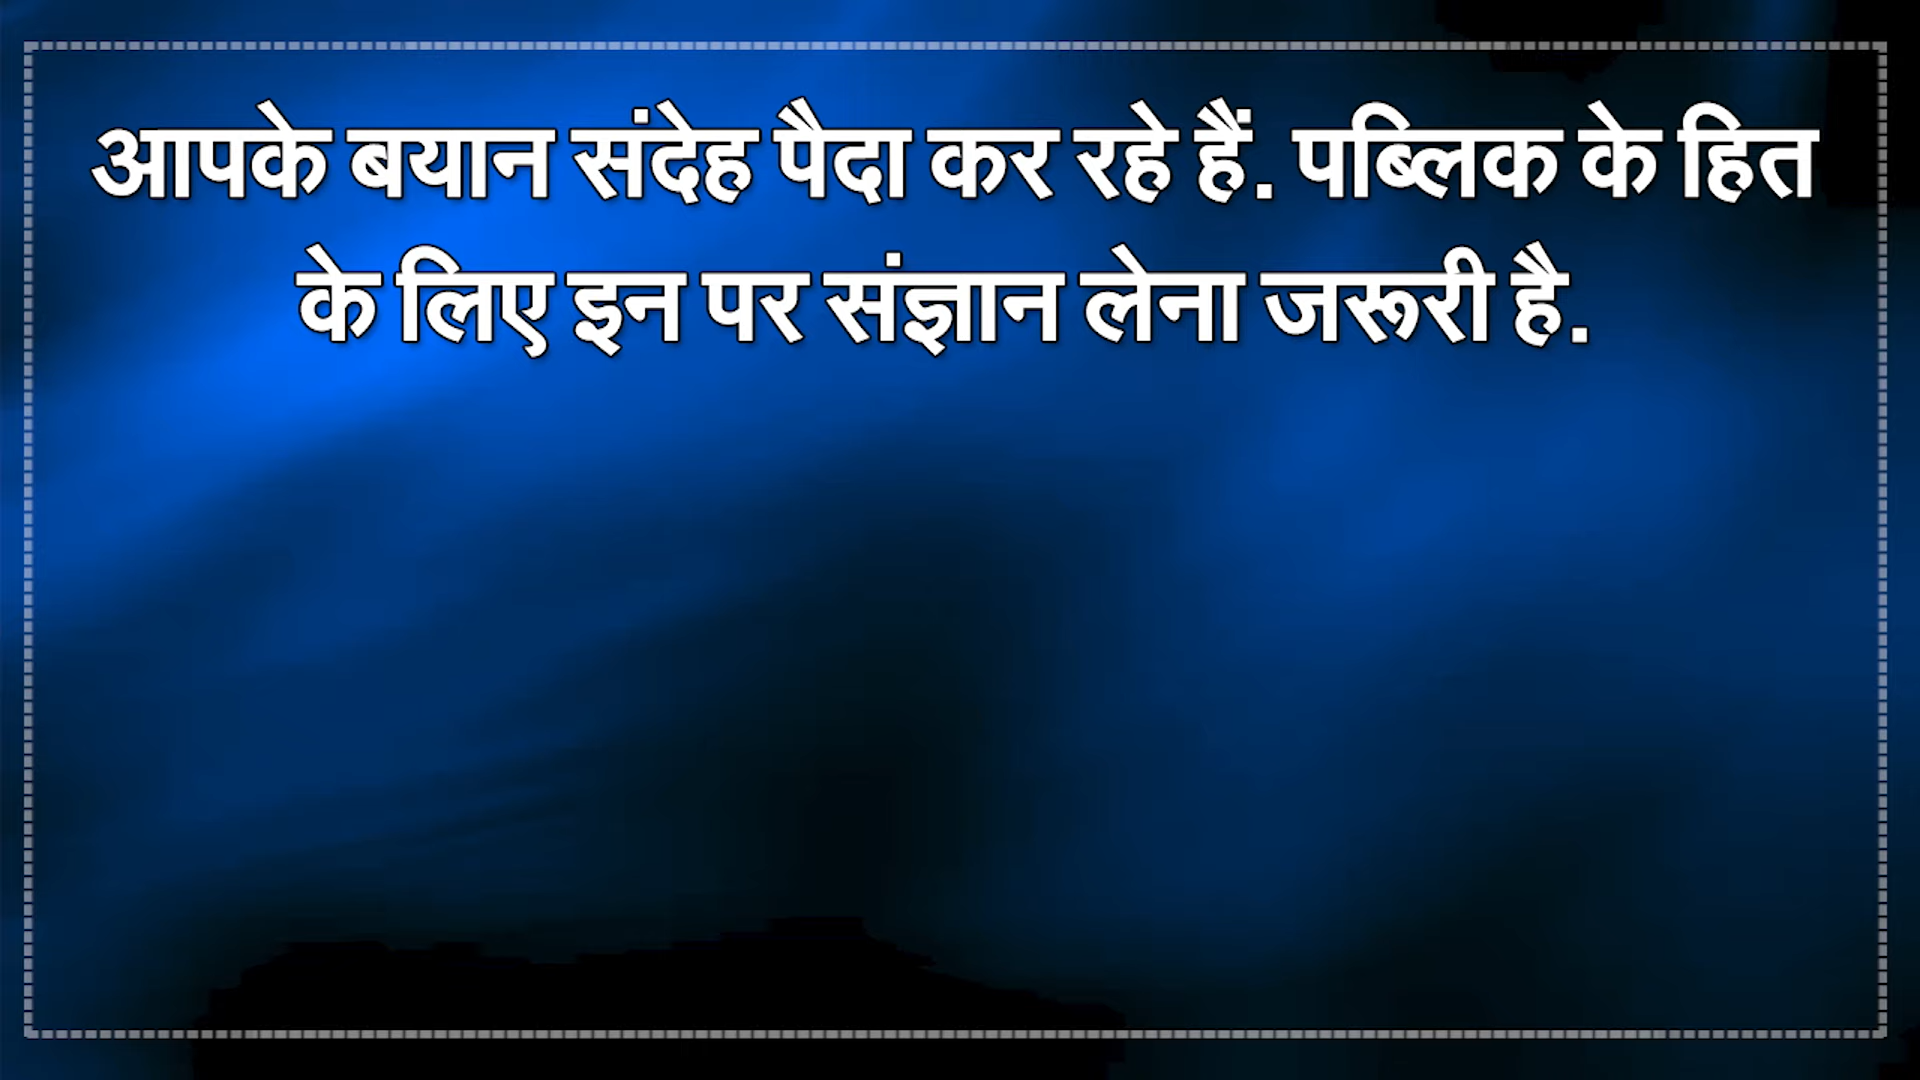 आपके बयान संदेह पैदा कर रहे हैं. पब्लिक के हित
के लिए इन पर संज्ञान लेना जरूरी है.